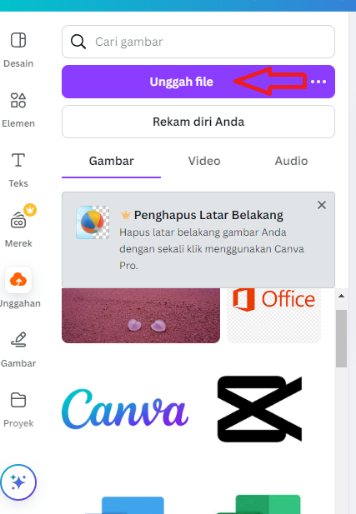 Desain
Elemen
Teks
Merek
Unggahan
Gambar
Proyek
Cari gambar
Unggah file
Rekam diri Anda
Gambar Video Audio
Penghapus Latar Belakang
Hapus latar belakang gambar Anda
dengan sekali klik menggunakan Canva
Pro.
Office
Canva